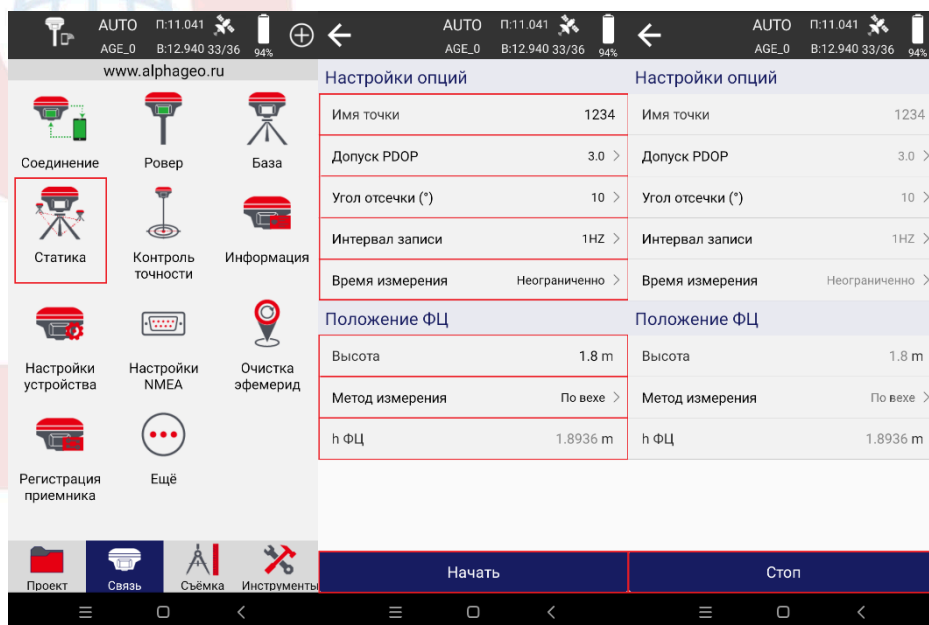 AUTO П:11.041
AGE_0 В:12.940 33/36 94%
www.alphageo.ru
Соединение Ровер База
Статика Контроль точности Информация
Настройки устройства Настройки NMEA Очистка эфемерид
Регистрация приемника Ещё
Проект Связь Съёмка Инструменты
AUTO П:11.041
AGE_0 В:12.940 33/36 94%
Настройки опций
Имя точки 1234
Допуск PDOP 3.0
Угол отсечки (°) 10
Интервал записи 1HZ
Время измерения Неограниченно
Положение ФЦ
Высота 1.8 m
Метод измерения По вехе
h ФЦ 1.8936 m
Начать
AUTO П:11.041
AGE_0 В:12.940 33/36 94%
Настройки опций
Имя точки 1234
Допуск PDOP 3.0
Угол отсечки (°) 10
Интервал записи 1HZ
Время измерения Неограниченно
Положение ФЦ
Высота 1.8 m
Метод измерения По вехе
h ФЦ 1.8936 m
Стоп